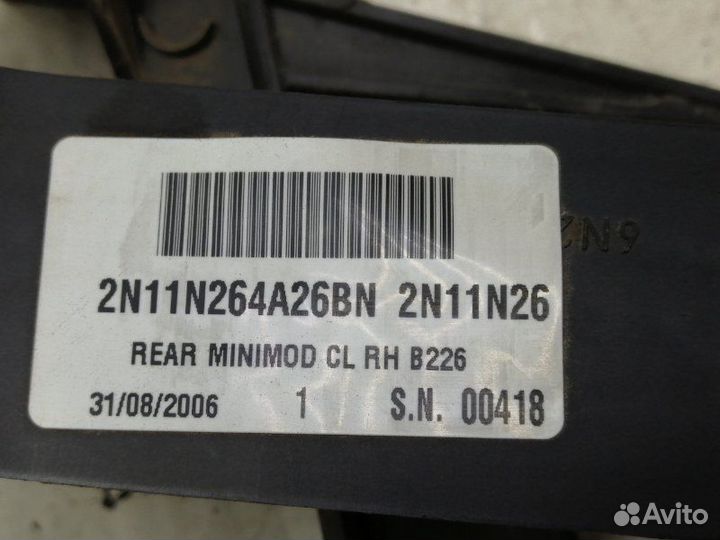 2N11N264A26BN 2N11N26
REAR MINIMOD CL RH B226
31/08/2006 1 S.N. 00418
Avito